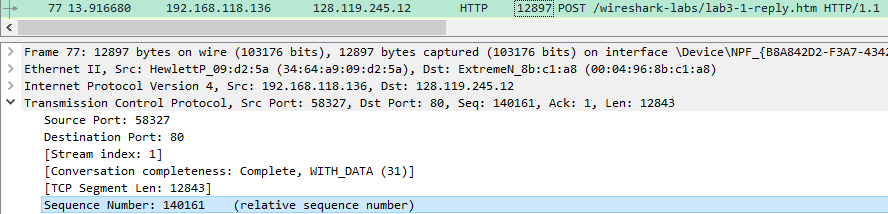 77 13.916680 192.168.118.136 128.119.245.12 HTTP 12897 POST /wireshark-labs/lab3-1-reply.htm HTTP/1.1
Frame 77: 12897 bytes on wire (103176 bits), 12897 bytes captured (103176 bits) on interface \Device\NPF_{B8A842D2-F3A7-4342
Ethernet II, Src: HewlettP_09:d2:5a (34:64:a9:09:d2:5a), Dst: ExtremeN_8b:c1:a8 (00:04:96:8b:c1:a8)
Internet Protocol Version 4, Src: 192.168.118.136, Dst: 128.119.245.12
Transmission Control Protocol, Src Port: 58327, Dst Port: 80, Seq: 140161, Ack: 1, Len: 12843
Source Port: 58327
Destination Port: 80
[Stream index: 1]
[Conversation completeness: Complete, WITH_DATA (31)]
[TCP Segment Len: 12843]
Sequence Number: 140161 (relative sequence number)